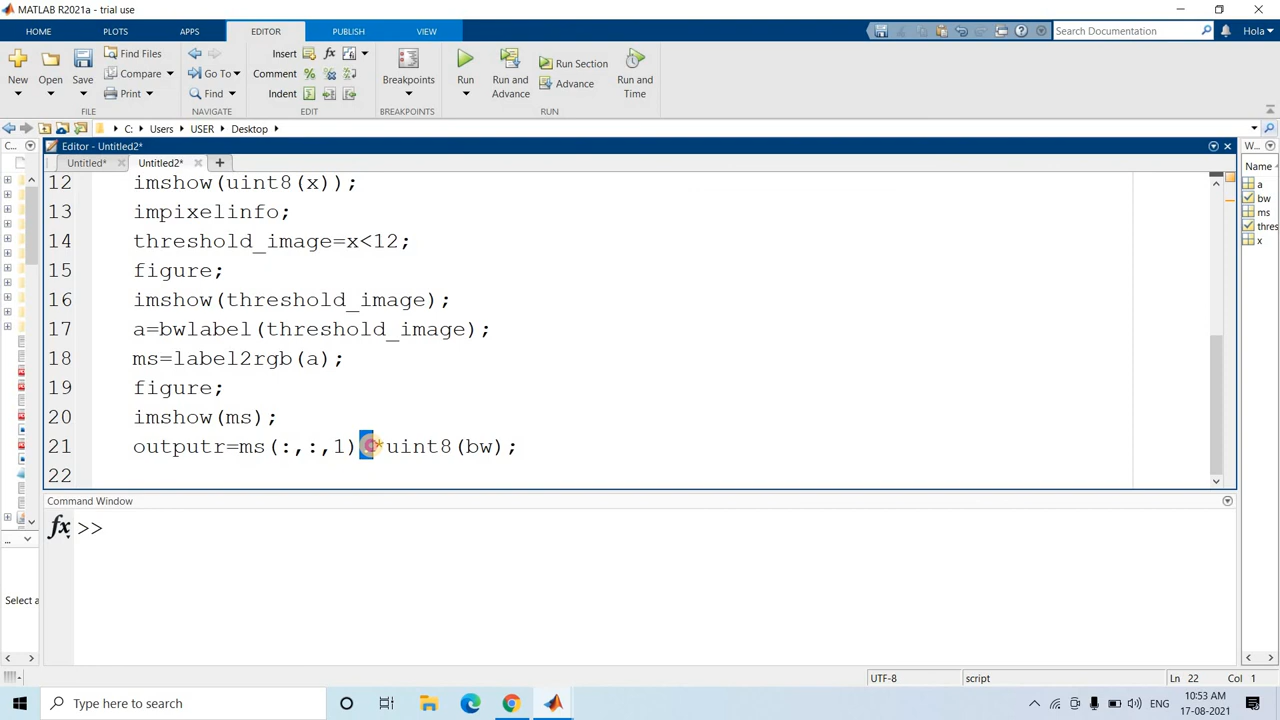 MATLAB R2021a - trial use
HOME PLOTS APPS EDITOR PUBLISH VIEW
Search Documentation
Hola
New
Open
Save
Find Files
Compare
Print
FILE
Go To
Find
NAVIGATE
Insert
Comment
Indent
EDIT
Breakpoints
BREAKPOINTS
Run
Run and Advance
Run Section
Advance
Run and Time
RUN
C: Users USER Desktop
C...
Editor - Untitled2*
W...
Untitled* Untitled2*
Name
a
bw
ms
thres
x
12 imshow(uint8(x));
13 impixelinfo;
14 threshold_image=x<12;
15 figure;
16 imshow(threshold_image);
17 a=bwlabel(threshold_image);
18 ms=label2rgb(a);
19 figure;
20 imshow(ms);
21 outputr=ms(:,:,1).*uint8(bw);
22
Command Window
fx >>
...
Select a
UTF-8 script Ln 22 Col 1
Type here to search
ENG
10:53 AM
17-08-2021